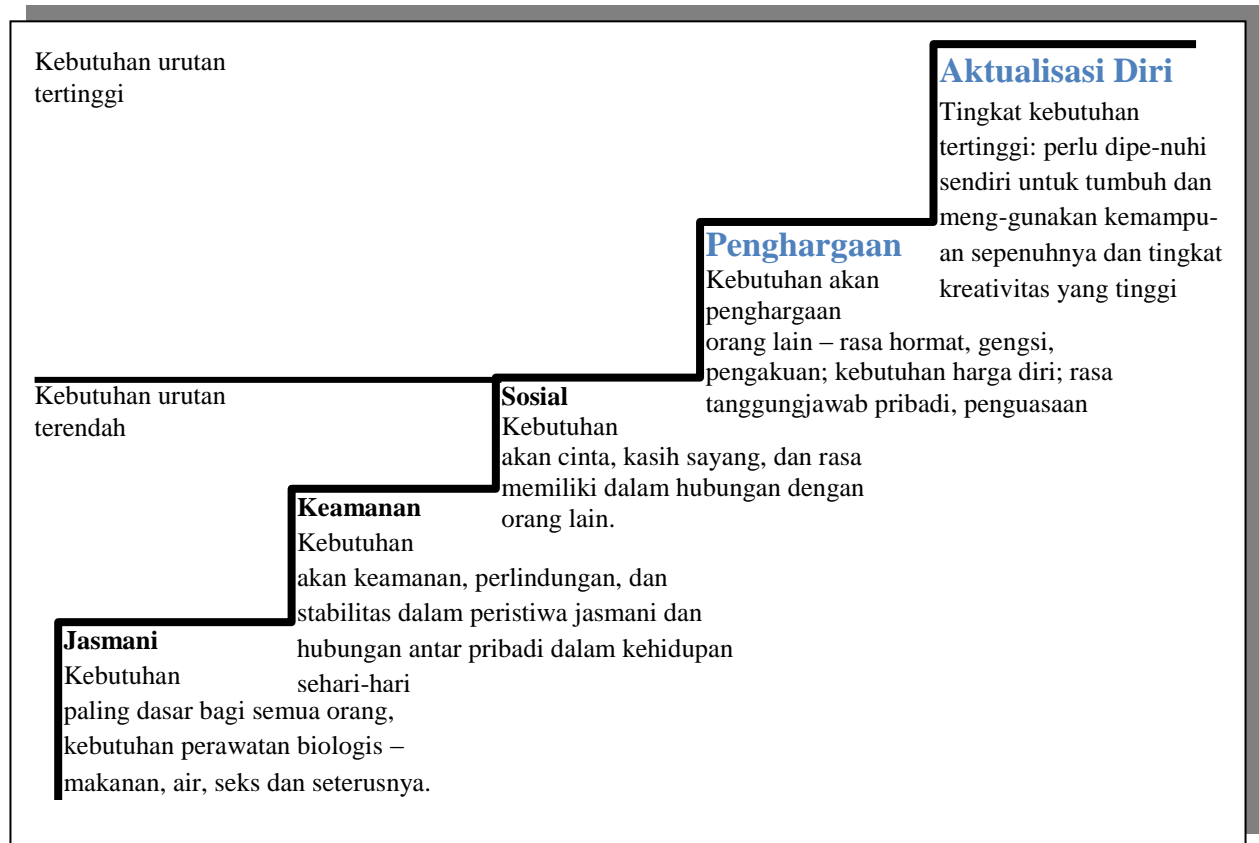 Kebutuhan urutan
tertinggi
Aktualisasi Diri
Tingkat kebutuhan
tertinggi: perlu dipe-nuhi
sendiri untuk tumbuh dan
meng-gunakan kemampu-
an sepenuhnya dan tingkat
kreativitas yang tinggi
Penghargaan
Kebutuhan akan
penghargaan
orang lain – rasa hormat, gengsi,
pengakuan; kebutuhan harga diri; rasa
tanggungjawab pribadi, penguasaan
Kebutuhan urutan
terendah
Sosial
Kebutuhan
akan cinta, kasih sayang, dan rasa
memiliki dalam hubungan dengan
orang lain.
Keamanan
Kebutuhan
akan keamanan, perlindungan, dan
stabilitas dalam peristiwa jasmani dan
hubungan antar pribadi dalam kehidupan
sehari-hari
Jasmani
Kebutuhan
paling dasar bagi semua orang,
kebutuhan perawatan biologis –
makanan, air, seks dan seterusnya.